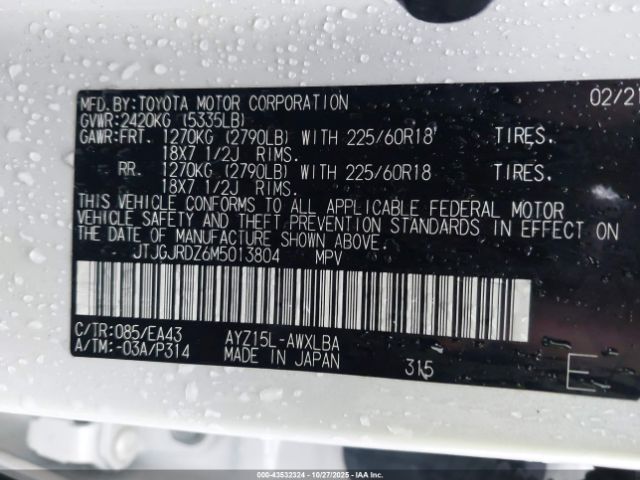 MFD. BY: TOYOTA MOTOR CORPORATION 02/21
GVWR: 2420KG (5335LB)
GAWR: FRT. 1270KG (2790LB) WITH 225/60R18 TIRES.
18X7 1/2J RIMS.
RR. 1270KG (2790LB) WITH 225/60R18 TIRES.
18X7 1/2J RIMS.
THIS VEHICLE CONFORMS TO ALL APPLICABLE FEDERAL MOTOR
VEHICLE SAFETY AND THEFT PREVENTION STANDARDS IN EFFECT ON
THE DATE OF MANUFACTURE SHOWN ABOVE.
JTJGJRDZ6M5013804 MPV
C/TR: 085/EA43 AYZ15L-AWXLBA
A/TM: -03A/P314 MADE IN JAPAN 315 E
000-43532324 | 10/27/2025 | IAA Inc.